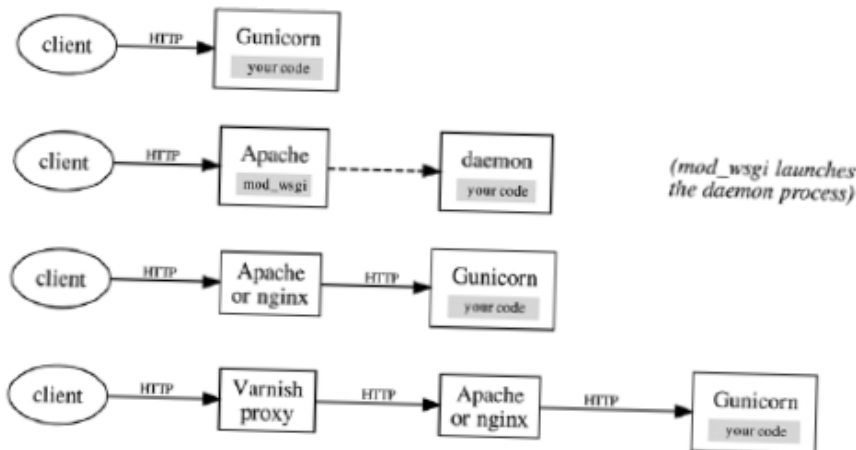 client HTTP Gunicorn
your code
client HTTP Apache daemon
mod_wsgi your code
(mod_wsgi launches
the daemon process)
client HTTP Apache HTTP Gunicorn
or nginx your code
client HTTP Varnish HTTP Apache HTTP Gunicorn
proxy or nginx your code